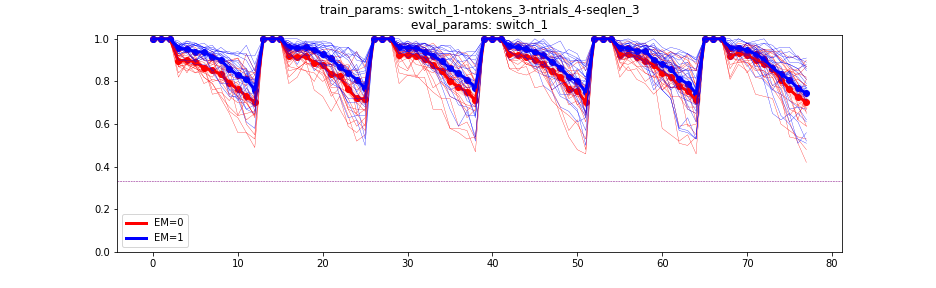 train_params: switch_1-ntokens_3-ntrials_4-seqlen_3
eval_params: switch_1
1.0
0.8
0.6
0.4
0.2
0.0
EM=0
EM=1
0 10 20 30 40 50 60 70 80